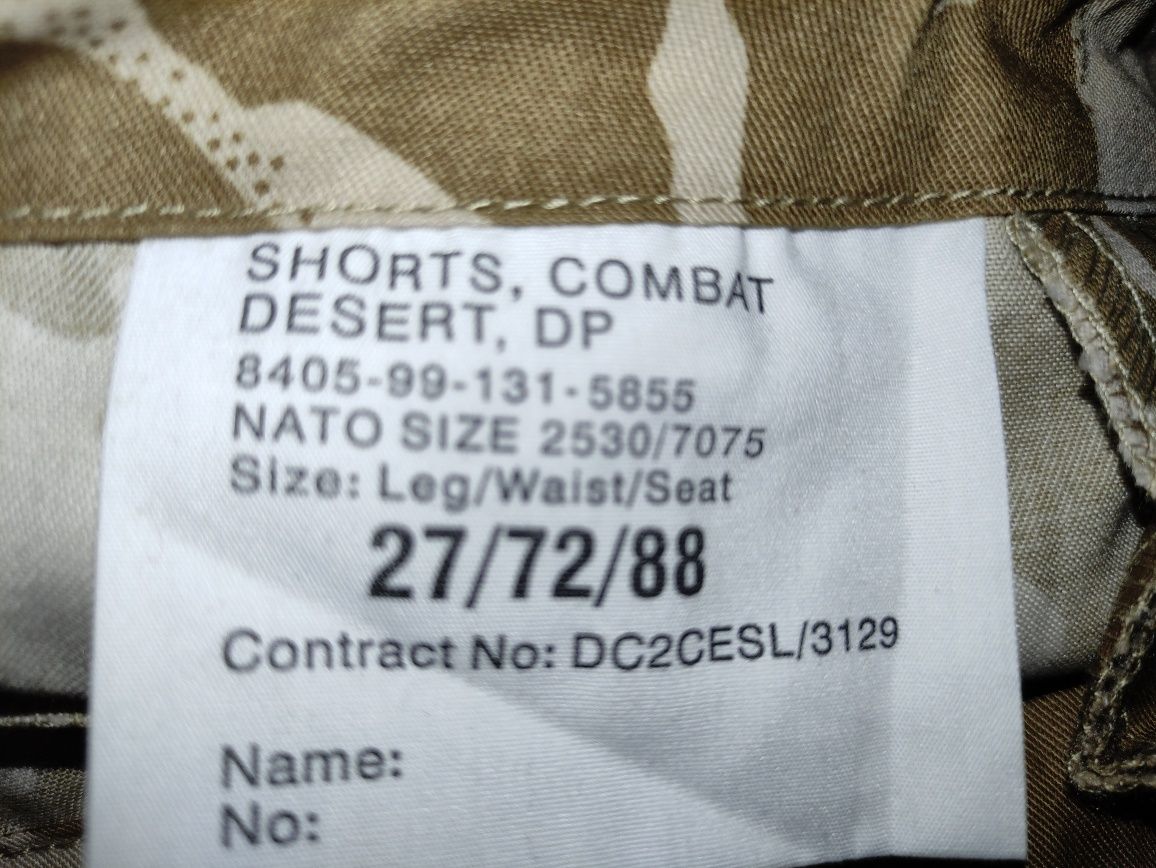 SHORTS, COMBAT
DESERT, DP
8405-99-131-5855
NATO SIZE 2530/7075
Size: Leg/Waist/Seat
27/72/88
Contract No: DC2CESL/3129
Name:
No: